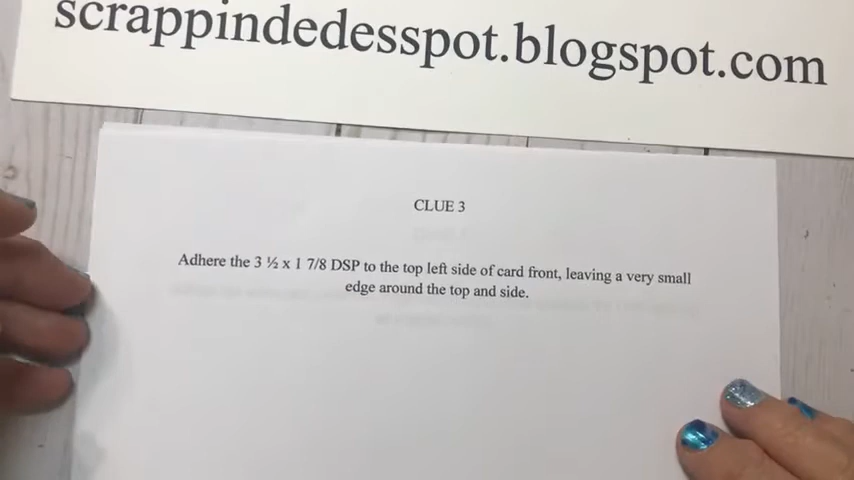 scrappindedesspot.blogspot.com
CLUE 3
Adhere the 3 ½ x 1 7/8 DSP to the top left side of card front, leaving a very small
edge around the top and side.